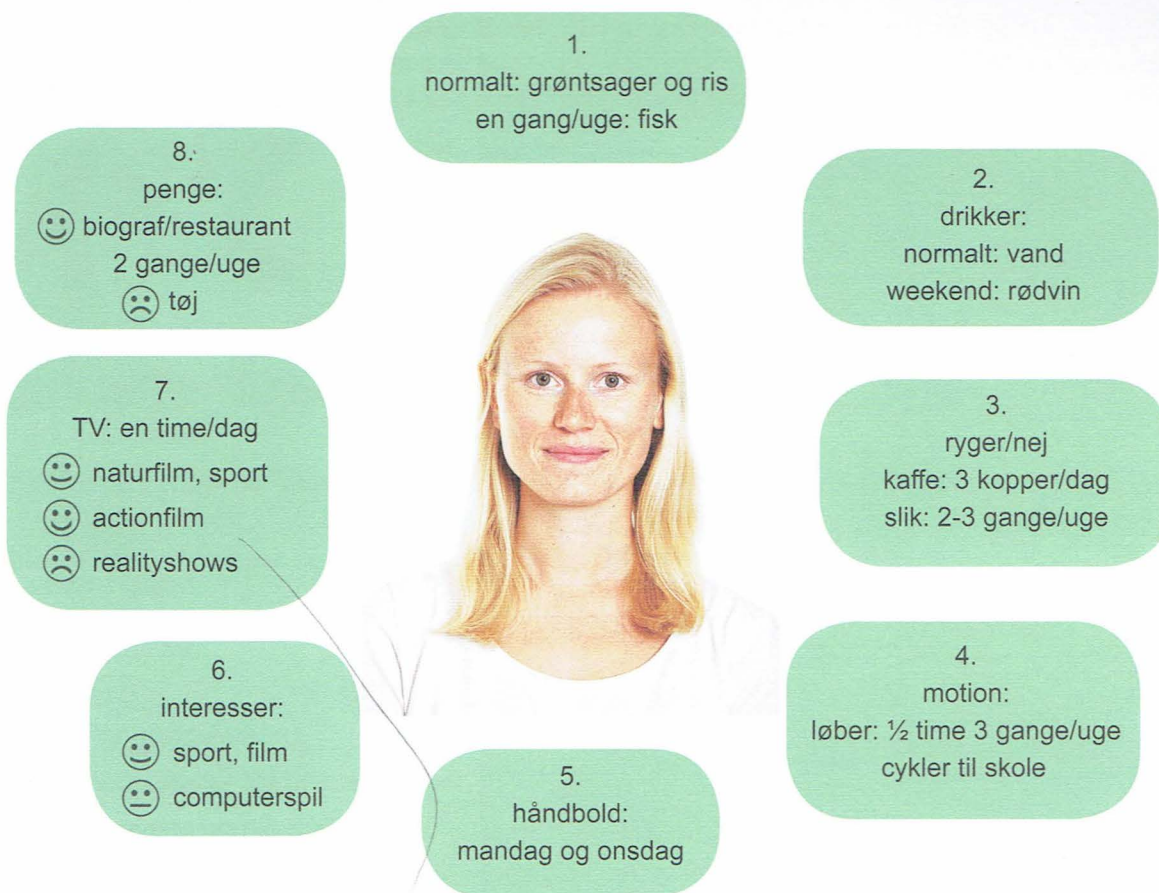 1.
normalt: grøntsager og ris
en gang/uge: fisk
2.
drikker:
normalt: vand
weekend: rødvin
3.
ryger/nej
kaffe: 3 kopper/dag
slik: 2-3 gange/uge
4.
motion:
løber: ½ time 3 gange/uge
cykler til skole
5.
håndbold:
mandag og onsdag
6.
interesser:
sport, film
computerspil
7.
TV: en time/dag
naturfilm, sport
actionfilm
realityshows
8.
penge:
biograf/restaurant
2 gange/uge
tøj